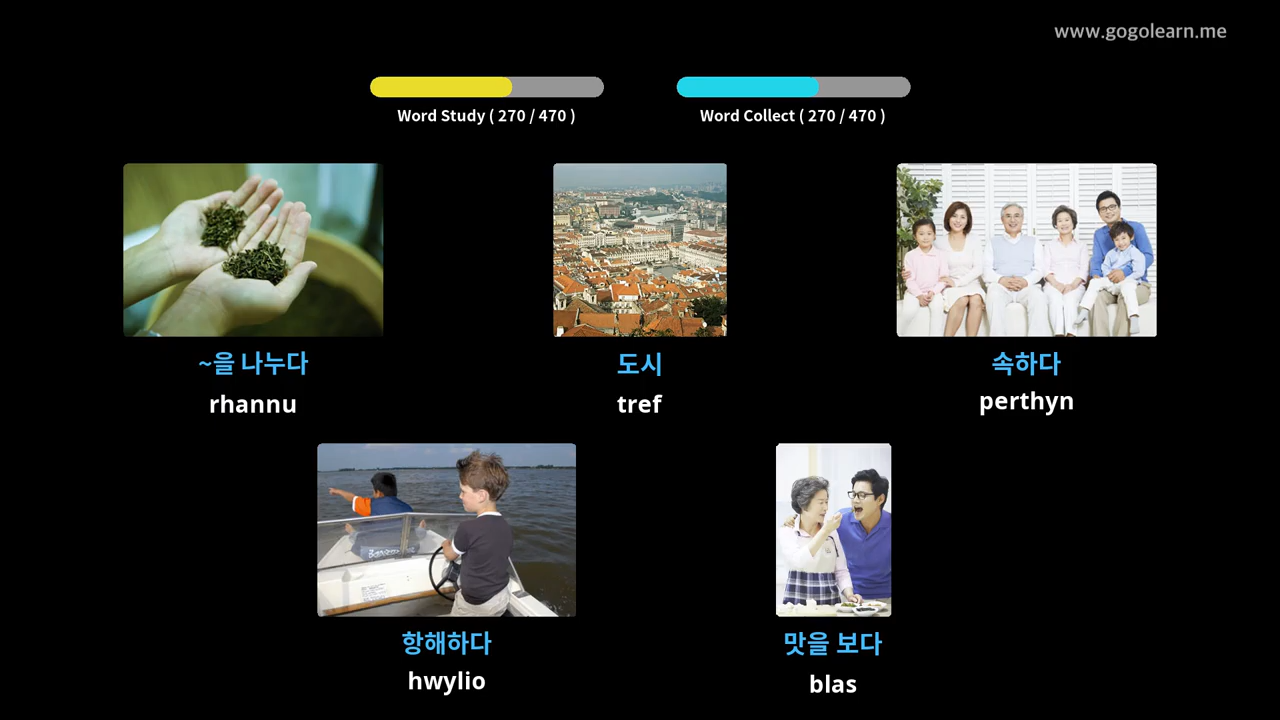 www.gogolearn.me
Word Study ( 270 / 470 )
Word Collect ( 270 / 470 )
~을 나누다
rhannu
도시
tref
속하다
perthyn
항해하다
hwylio
맛을 보다
blas